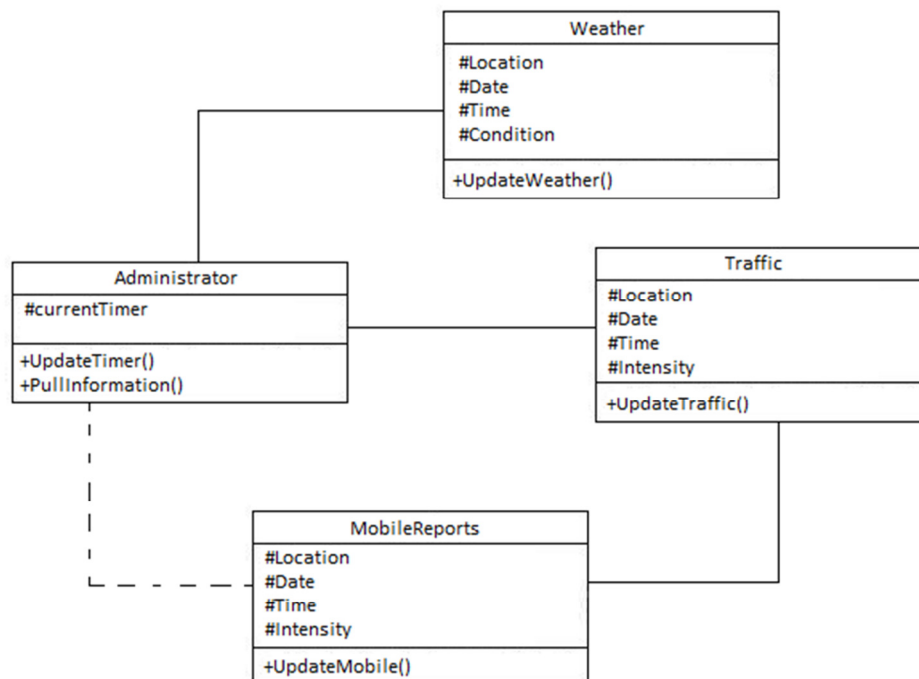 Weather
#Location
#Date
#Time
#Condition
+UpdateWeather()
Administrator
#currentTimer
+UpdateTimer()
+PullInformation()
Traffic
#Location
#Date
#Time
#Intensity
+UpdateTraffic()
MobileReports
#Location
#Date
#Time
#Intensity
+UpdateMobile()